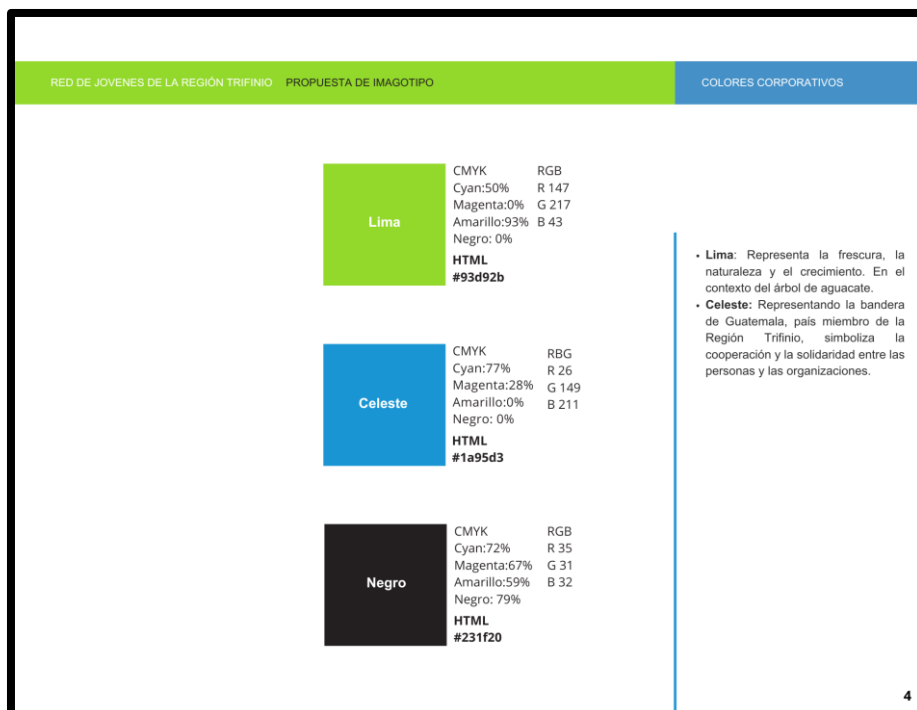 RED DE JOVENES DE LA REGIÓN TRIFINIO PROPUESTA DE IMAGOTIPO
COLORES CORPORATIVOS
Lima
CMYK
Cyan:50%
Magenta:0%
Amarillo:93%
Negro: 0%
RGB
R 147
G 217
B 43
HTML
#93d92b
Celeste
CMYK
Cyan:77%
Magenta:28%
Amarillo:0%
Negro: 0%
RBG
R 26
G 149
B 211
HTML
#1a95d3
Negro
CMYK
Cyan:72%
Magenta:67%
Amarillo:59%
Negro: 79%
RGB
R 35
G 31
B 32
HTML
#231f20
• Lima: Representa la frescura, la
naturaleza y el crecimiento. En el
contexto del árbol de aguacate.
• Celeste: Representando la bandera
de Guatemala, país miembro de la
Región Trifinio, simboliza la
cooperación y la solidaridad entre las
personas y las organizaciones.
4